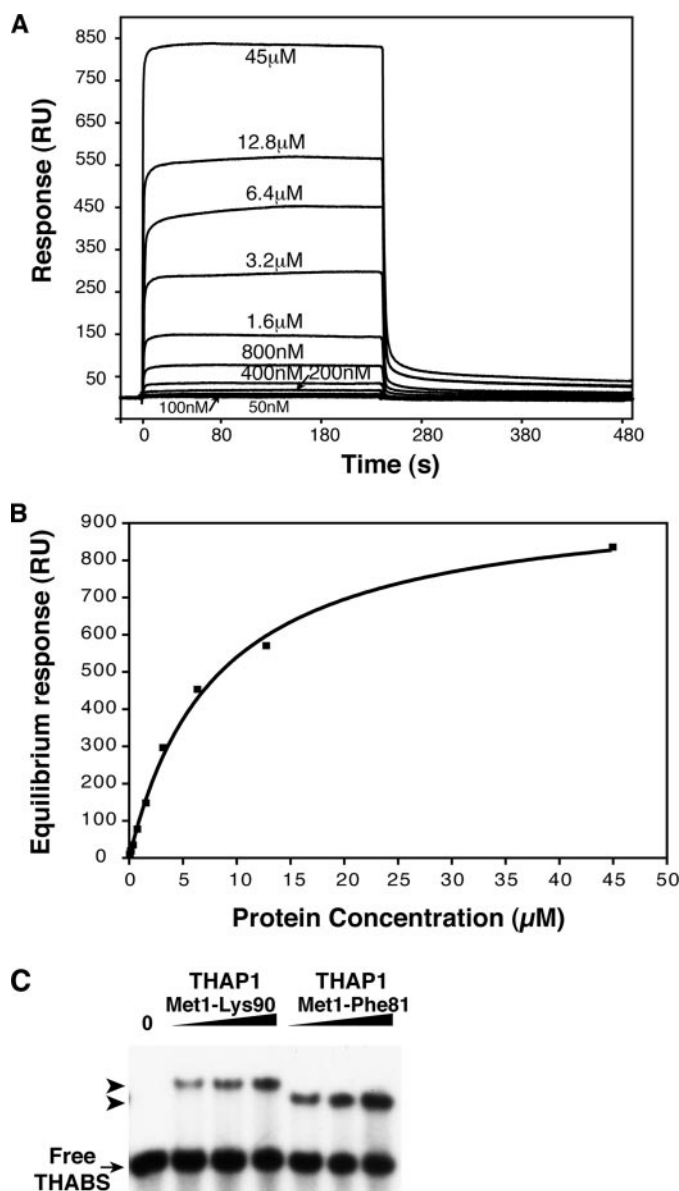 A
Response (RU)
850
750
650
550
450
350
250
150
50
45µM
12.8µM
6.4µM
3.2µM
1.6µM
800nM
400nM 200nM
100nM 50nM
0 80 180 280 380 480
Time (s)
B
Equilibrium response (RU)
900
800
700
600
500
400
300
200
100
0
0 5 10 15 20 25 30 35 40 45 50
Protein Concentration (µM)
C
THAP1 THAP1
0 Met1-Lys90 Met1-Phe81
Free
THABS